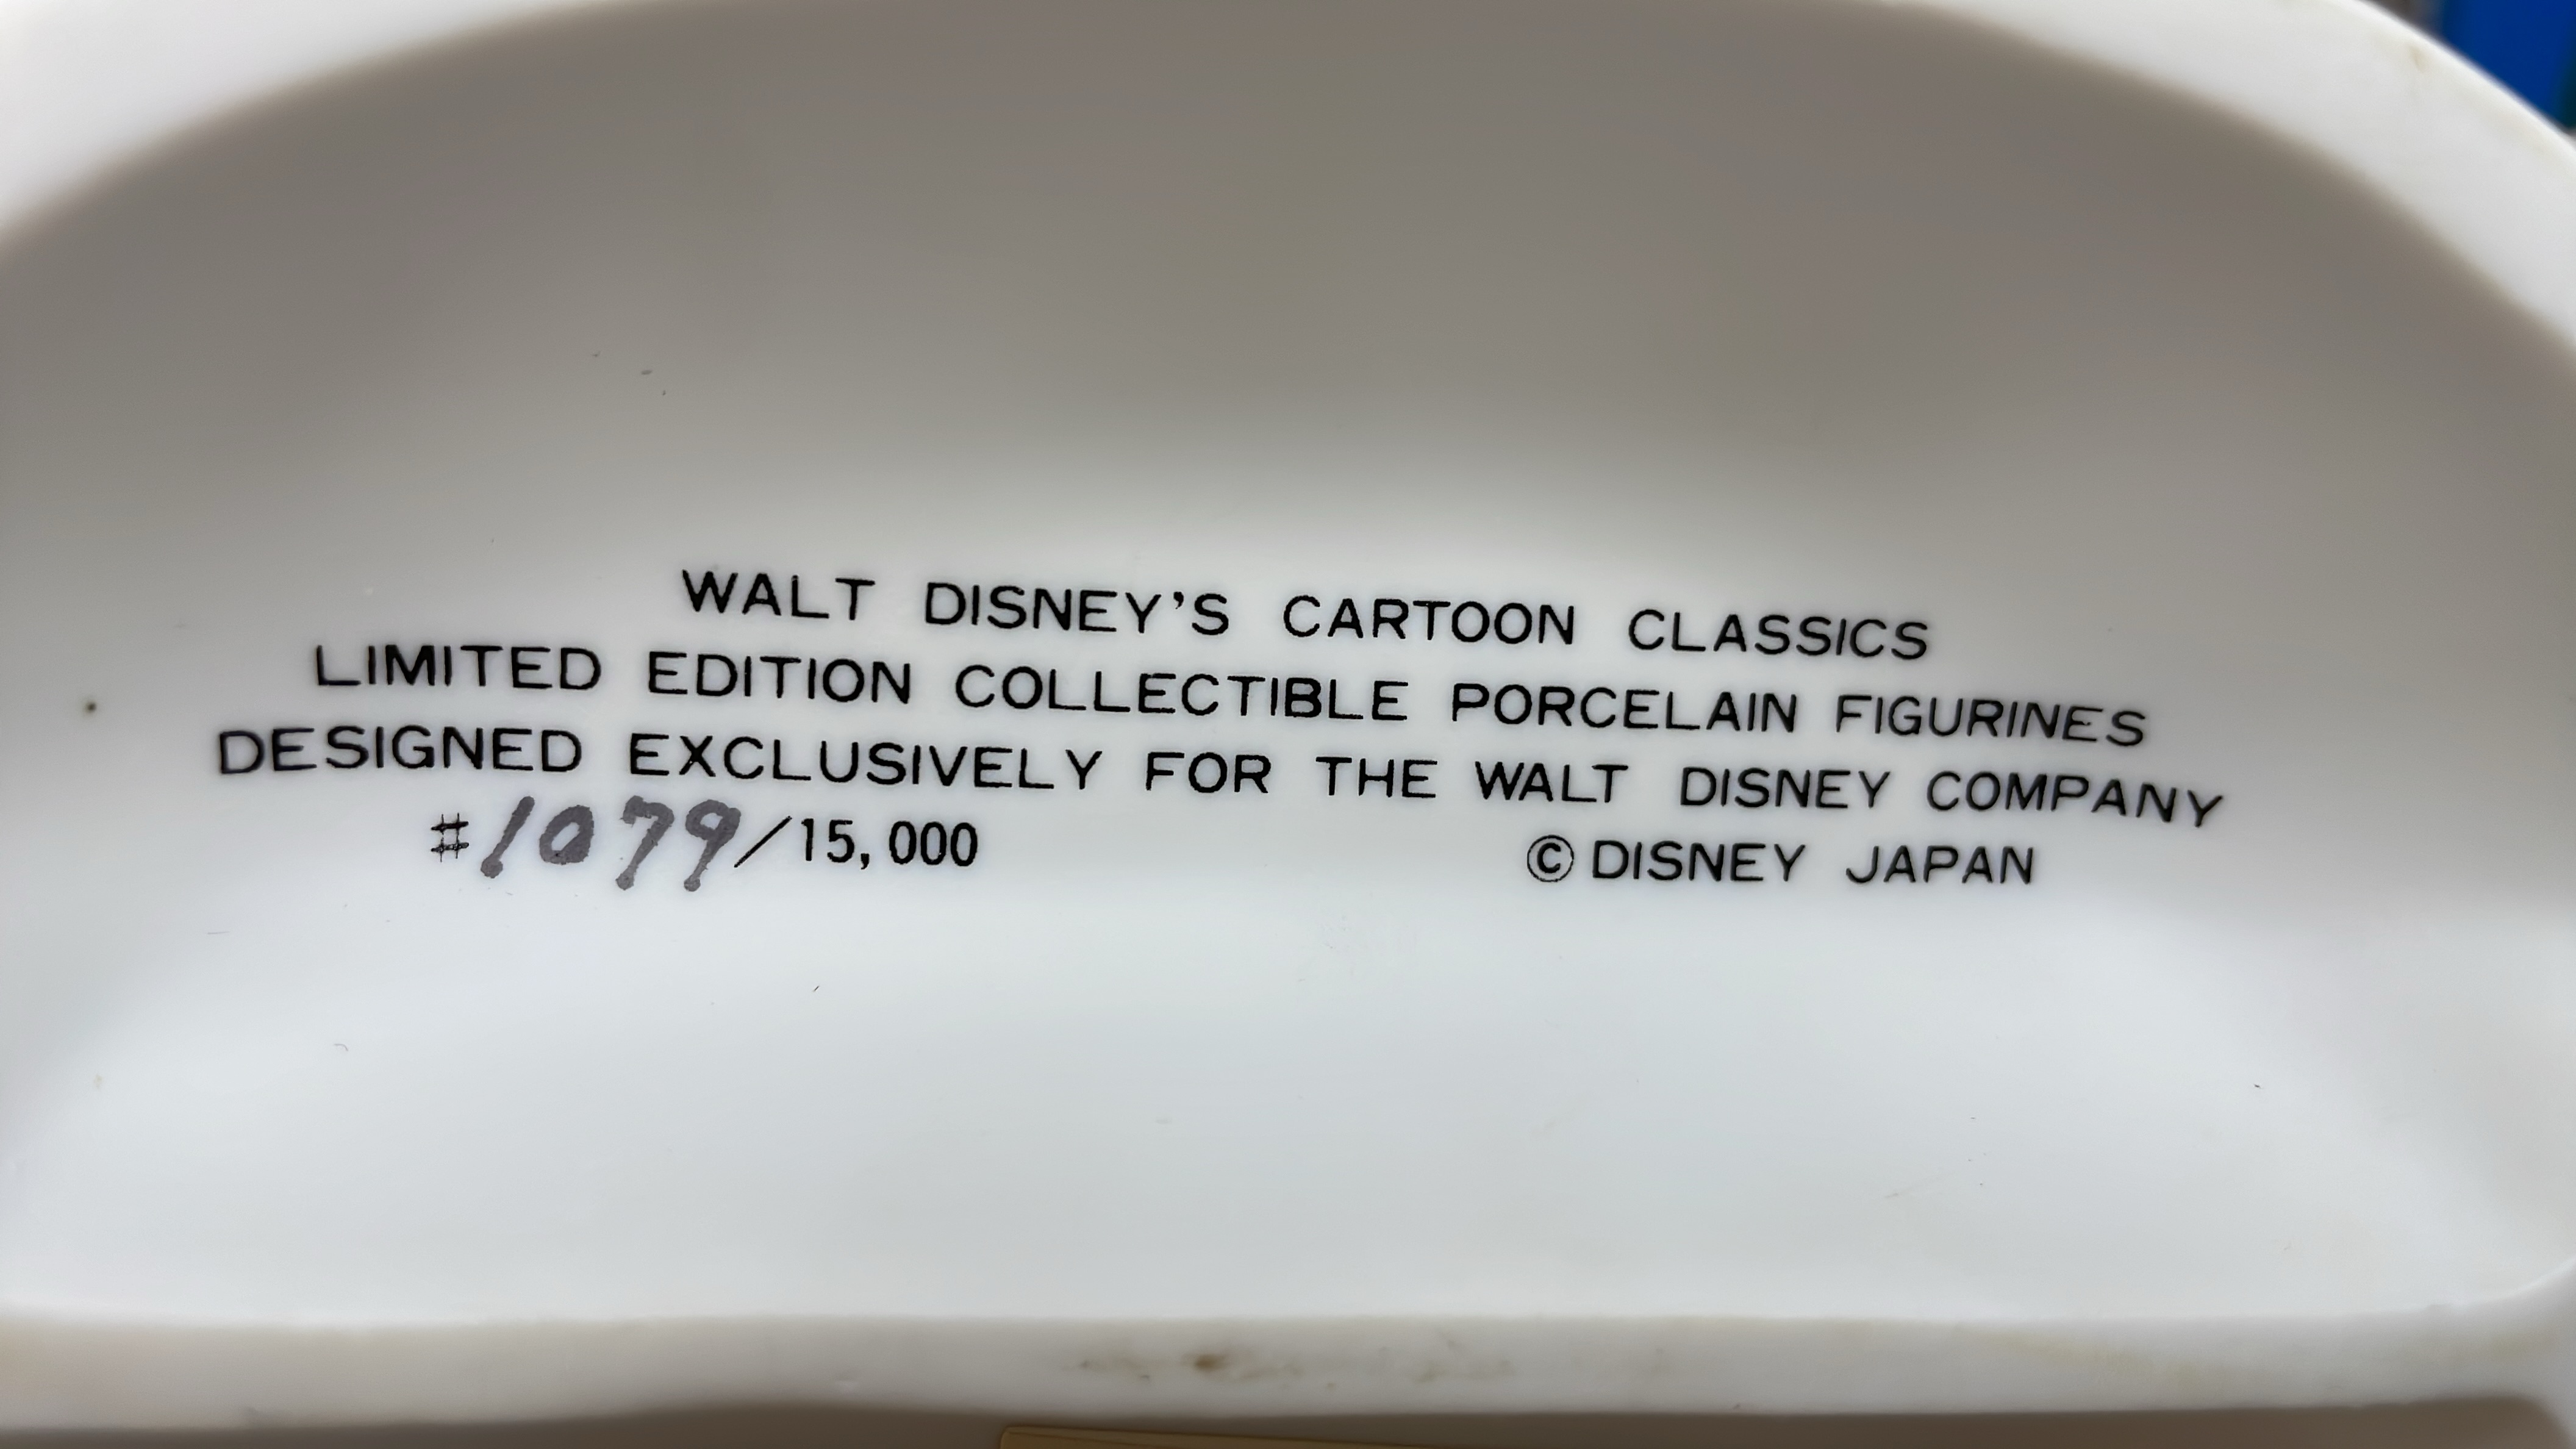 WALT DISNEY'S CARTOON CLASSICS
LIMITED EDITION COLLECTIBLE PORCELAIN FIGURINES
DESIGNED EXCLUSIVELY FOR THE WALT DISNEY COMPANY
#1079/15,000 ©DISNEY JAPAN